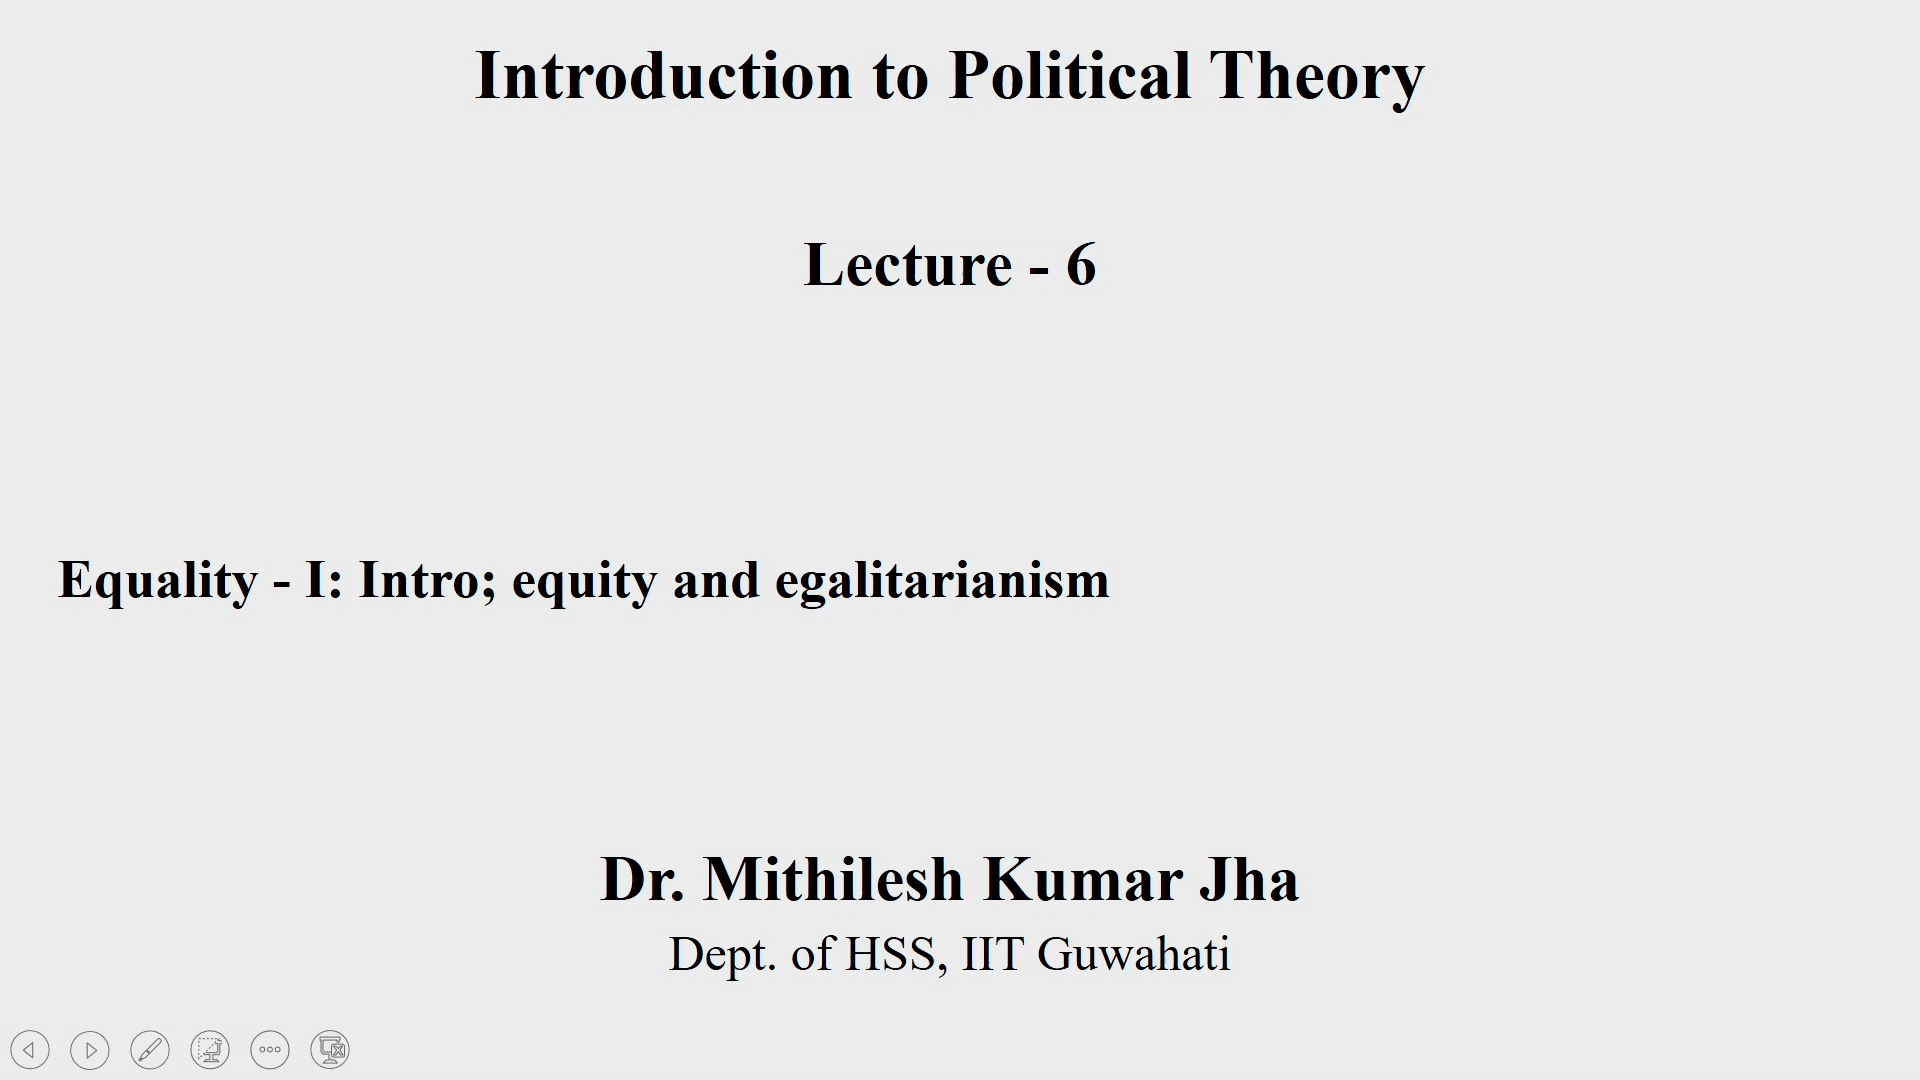 Introduction to Political Theory
Lecture - 6
Equality - I: Intro; equity and egalitarianism
Dr. Mithilesh Kumar Jha
Dept. of HSS, IIT Guwahati